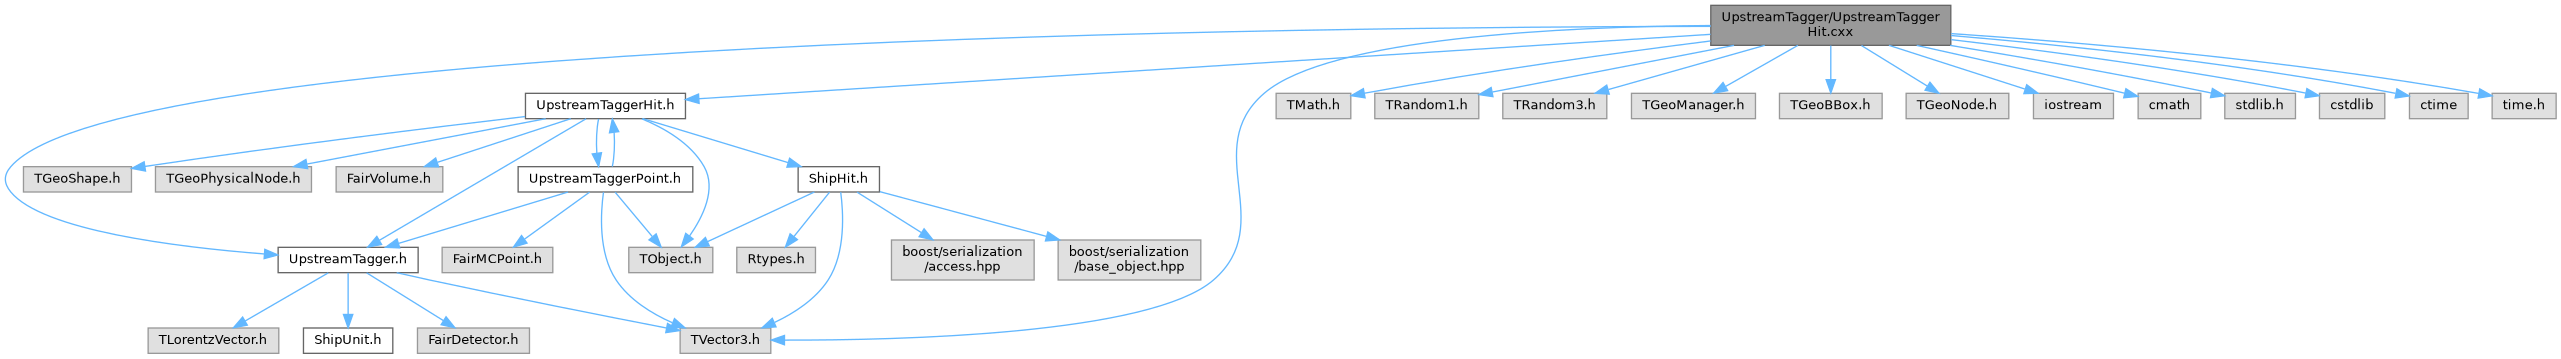 UpstreamTagger/UpstreamTagger
Hit.cxx
UpstreamTaggerHit.h
TMath.h
TRandom1.h
TRandom3.h
TGeoManager.h
TGeoBBox.h
TGeoNode.h
iostream
cmath
stdlib.h
cstdlib
ctime
time.h
TGeoShape.h
TGeoPhysicalNode.h
FairVolume.h
UpstreamTaggerPoint.h
ShipHit.h
UpstreamTagger.h
FairMCPoint.h
TObject.h
Rtypes.h
boost/serialization
/access.hpp
boost/serialization
/base_object.hpp
TLorentzVector.h
ShipUnit.h
FairDetector.h
TVector3.h